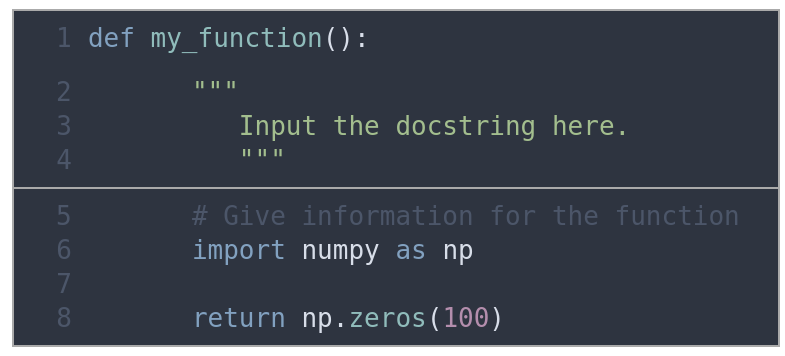 1 def my_function():
2 """
3 Input the docstring here.
4 """
5 # Give information for the function
6 import numpy as np
7
8 return np.zeros(100)